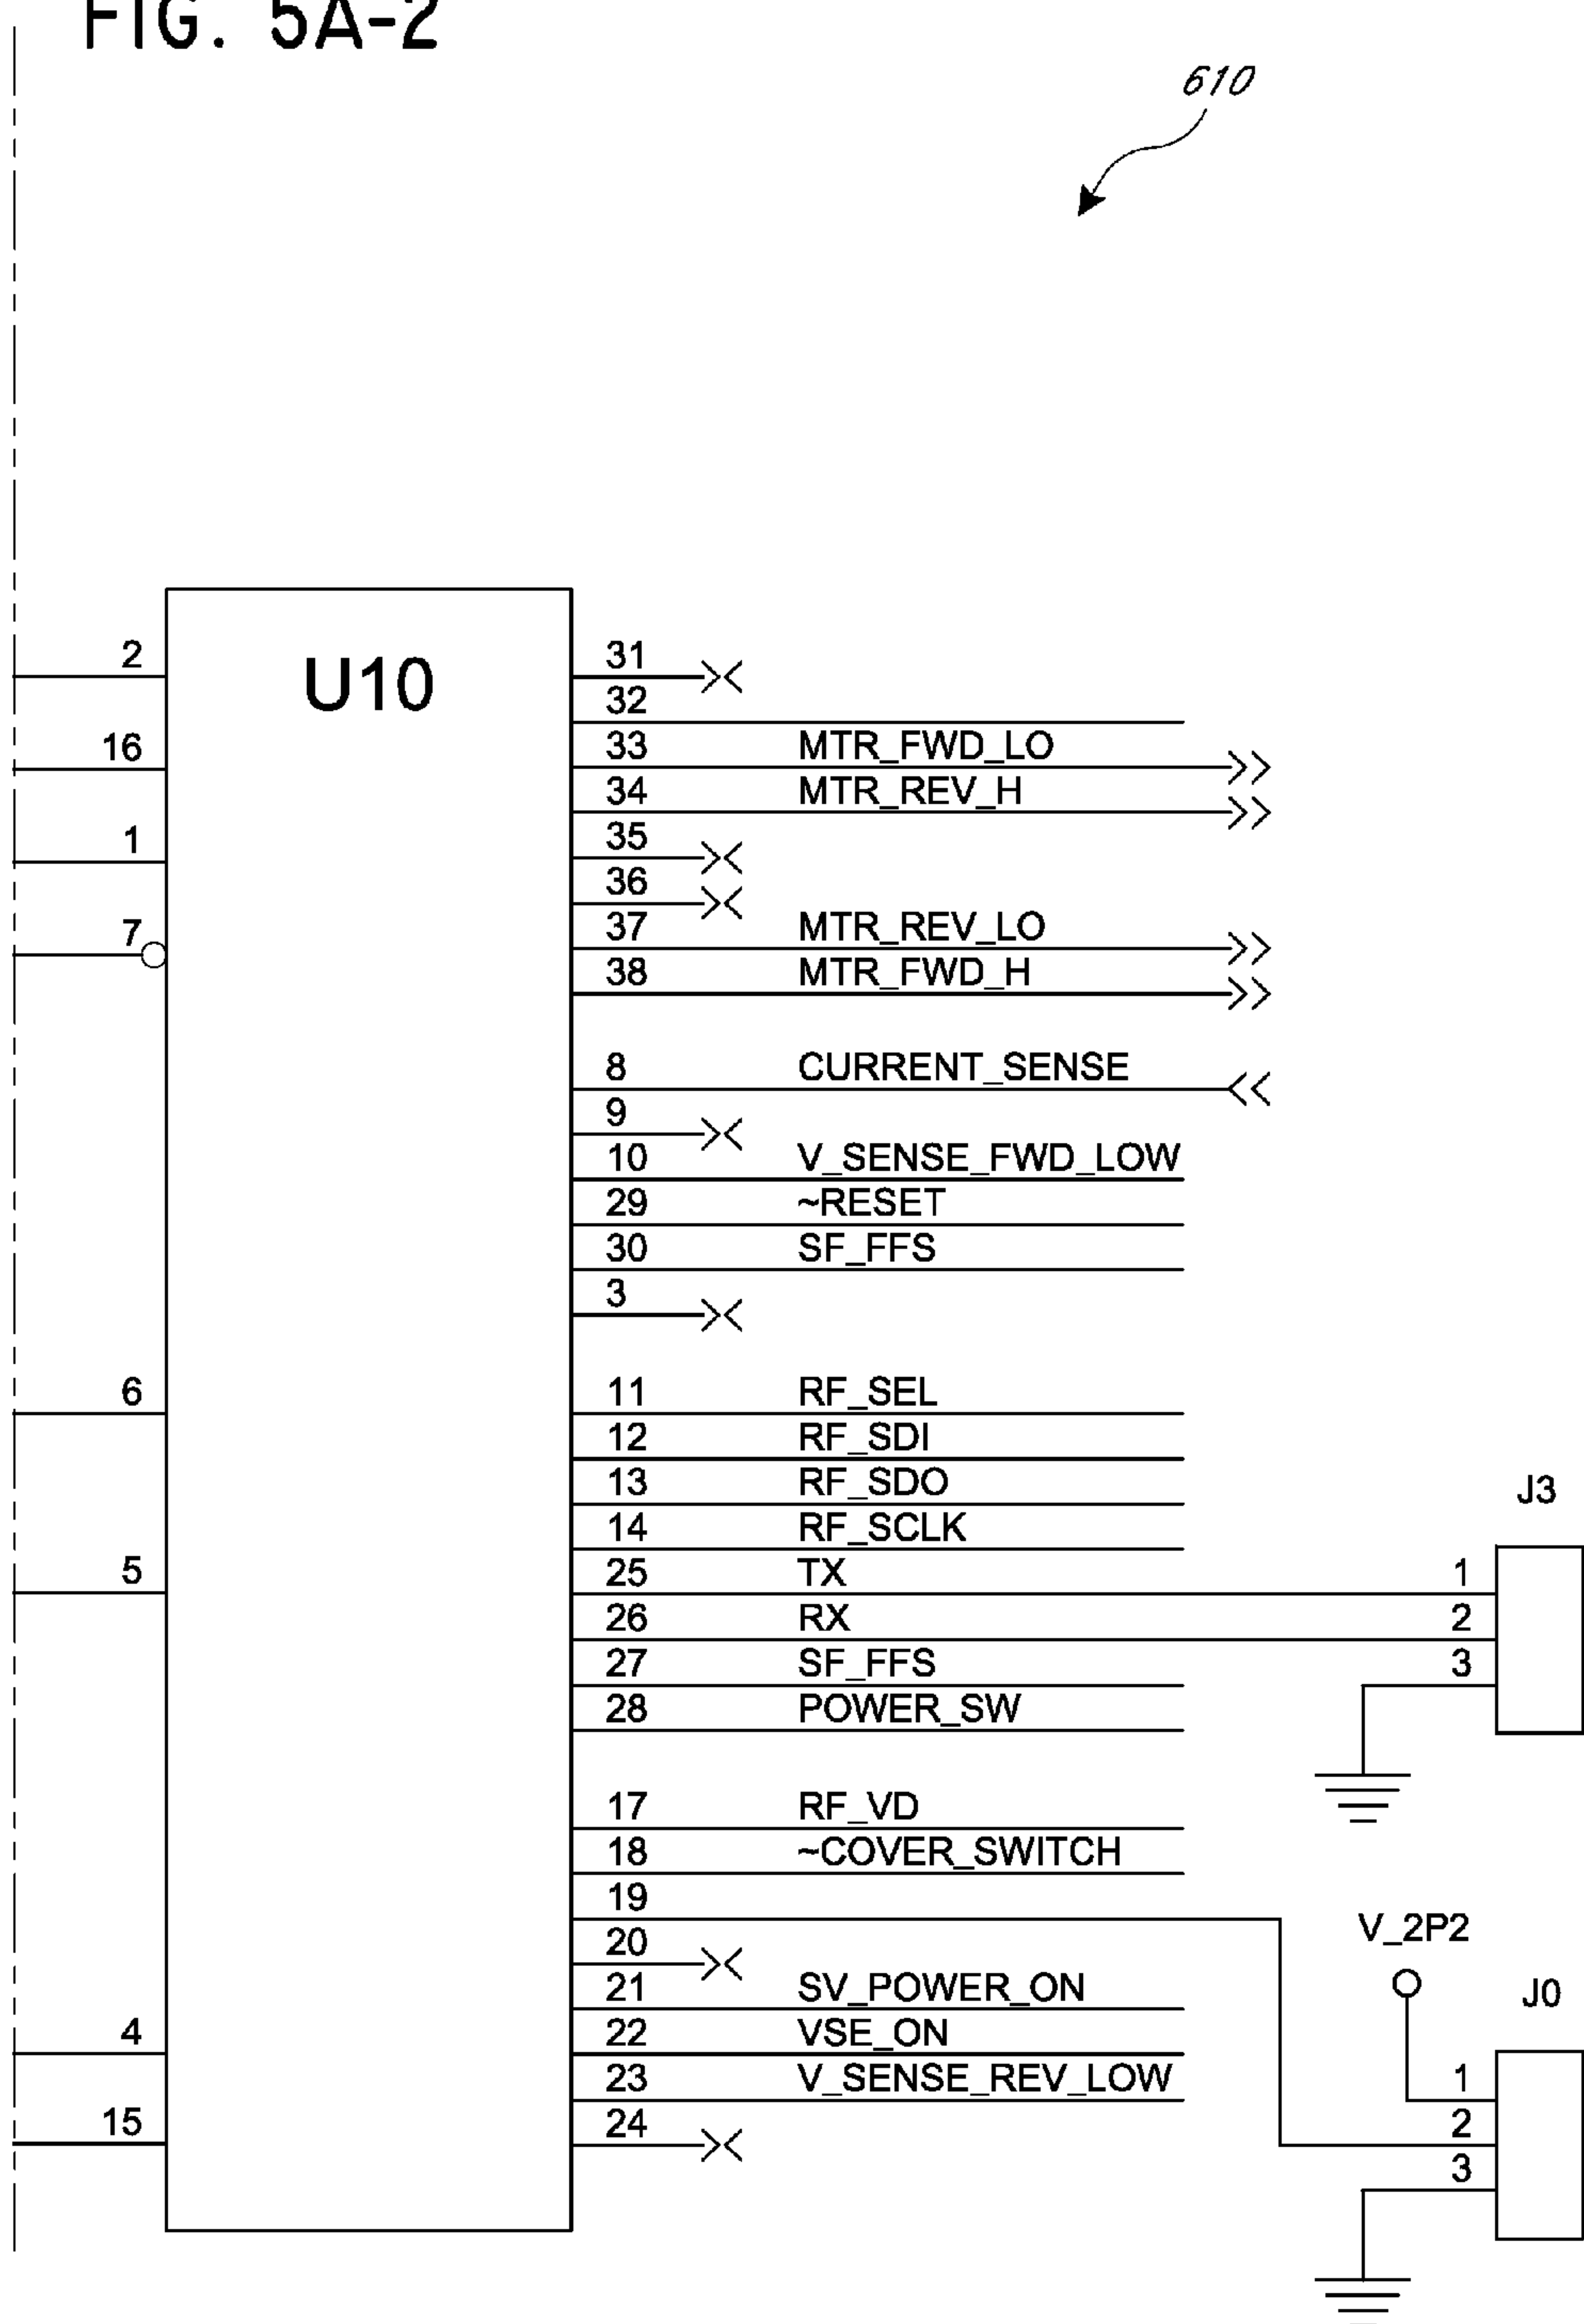 FIG. 5A-2
610
U10
2
16
1
7
6
5
4
15
31
32
33 MTR_FWD_LO
34 MTR_REV_H
35
36
37 MTR_REV_LO
38 MTR_FWD_H
8 CURRENT_SENSE
9
10 V_SENSE_FWD_LOW
29 ~RESET
30 SF_FFS
3
11 RF_SEL
12 RF_SDI
13 RF_SDO
14 RF_SCLK
25 TX
26 RX
27 SF_FFS
28 POWER_SW
17 RF_VD
18 ~COVER_SWITCH
19
20
21 SV_POWER_ON
22 VSE_ON
23 V_SENSE_REV_LOW
24
J3
1
2
3
V_2P2
J0
1
2
3